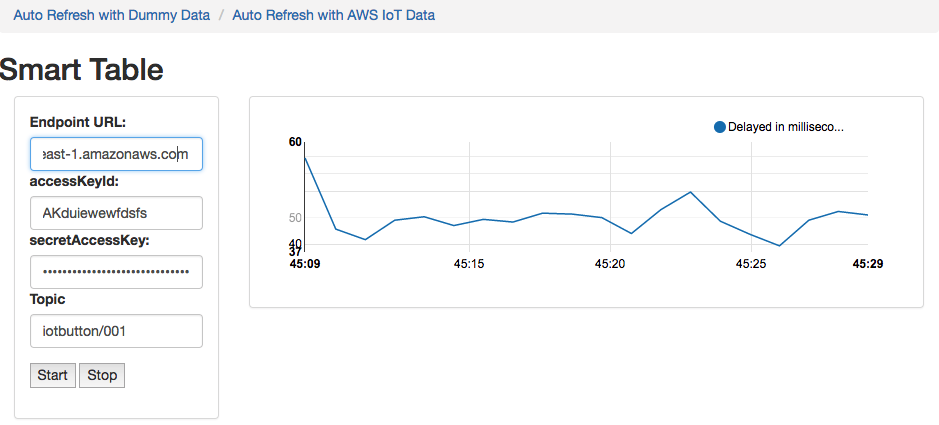 Auto Refresh with Dummy Data / Auto Refresh with AWS IoT Data
Smart Table
Endpoint URL:
east-1.amazonaws.com
accessKeyId:
AKduiewewfdsfs
secretAccessKey:
••••••••••••••••••••••••••••••
Topic
iotbutton/001
Start Stop
Delayed in milliseco...
60
50
40
37
45:09 45:15 45:20 45:25 45:29